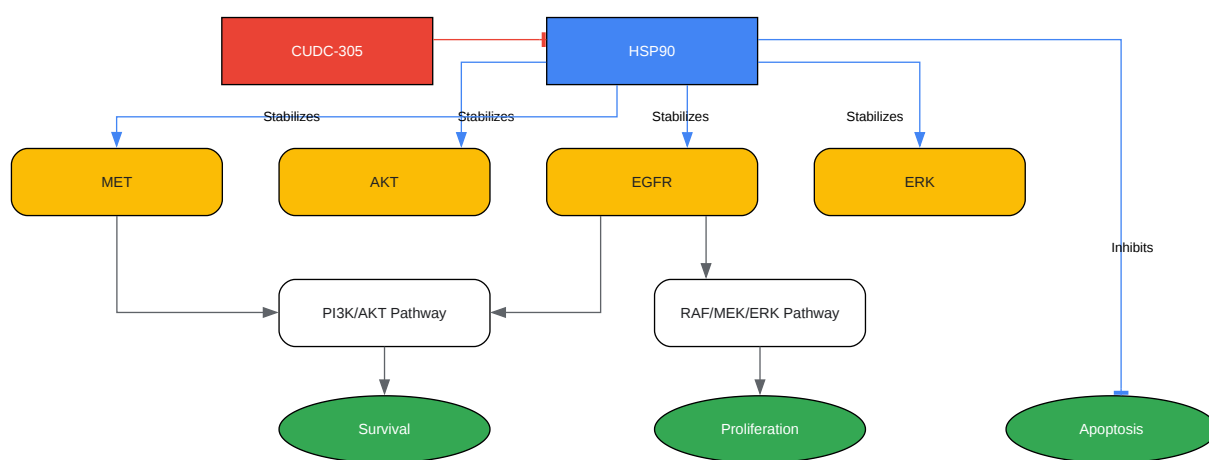 CUDC-305
HSP90
Stabilizes
Stabilizes
Stabilizes
Stabilizes
MET
AKT
EGFR
ERK
Inhibits
PI3K/AKT Pathway
RAF/MEK/ERK Pathway
Survival
Proliferation
Apoptosis